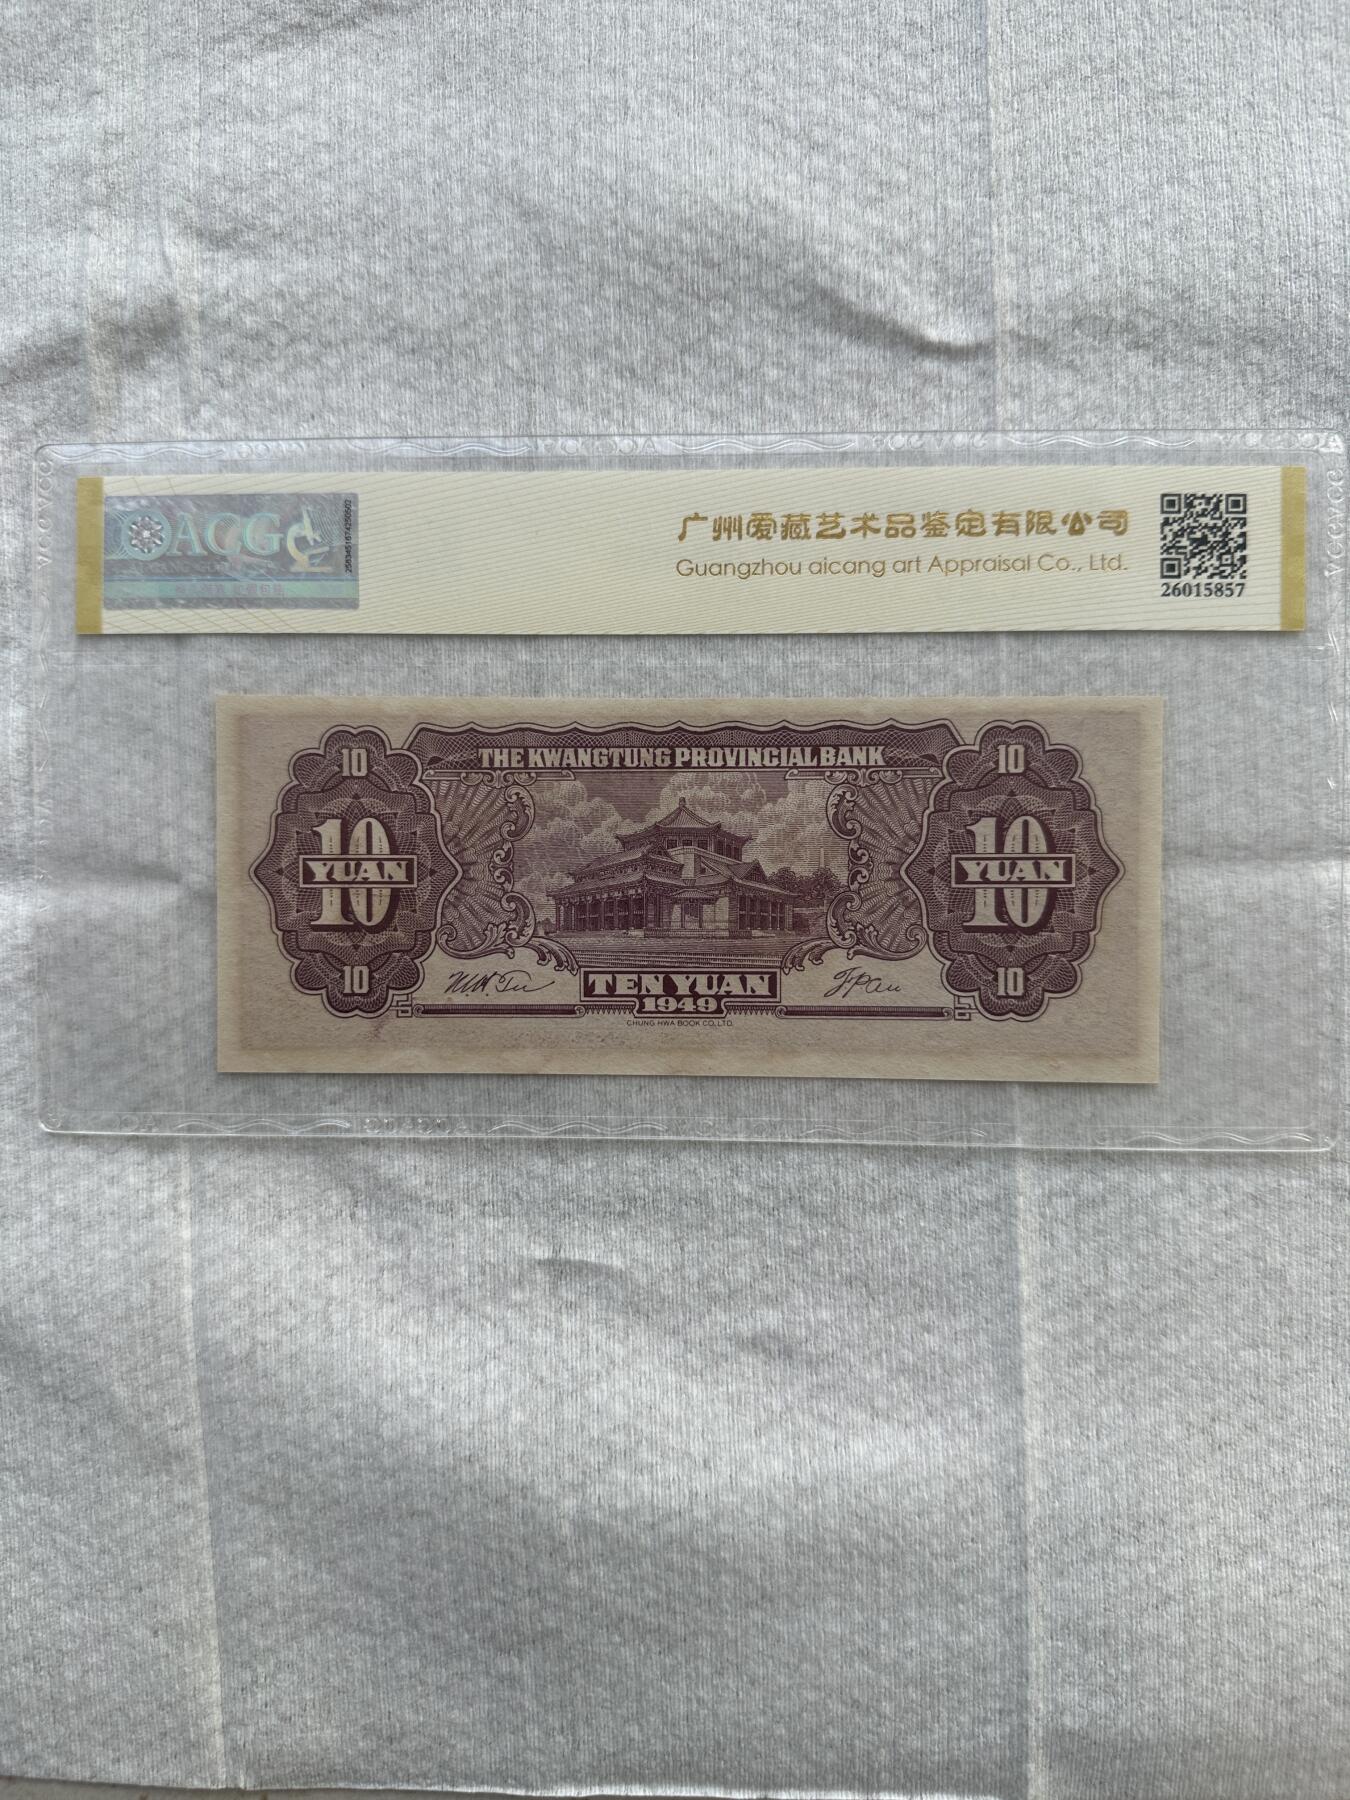 ACG
2583451674250502
广州爱藏艺术品鉴定有限公司
Guangzhou aicang art Appraisal Co., Ltd.
26015857
THE KWANGTUNG PROVINCIAL BANK
10
10
10
YUAN
10
YUAN
10
10
TEN YUAN
1949
CHUNG HWA BOOK CO. LTD.